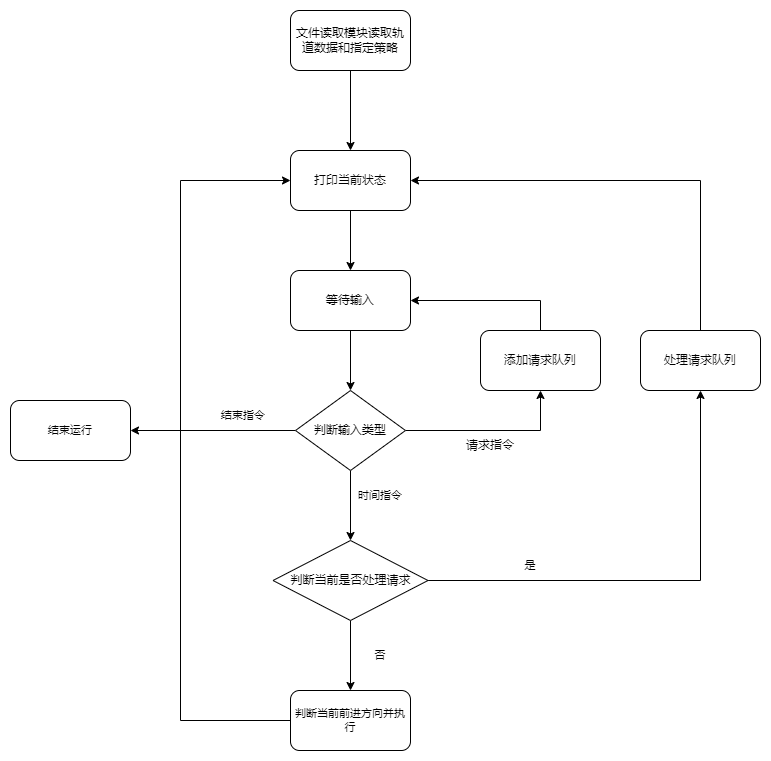 文件读取模块读取轨
道数据和指定策略
打印当前状态
等待输入
添加请求队列
处理请求队列
结束指令
结束运行
判断输入类型
请求指令
时间指令
是
判断当前是否处理请求
否
判断当前前进方向并执
行